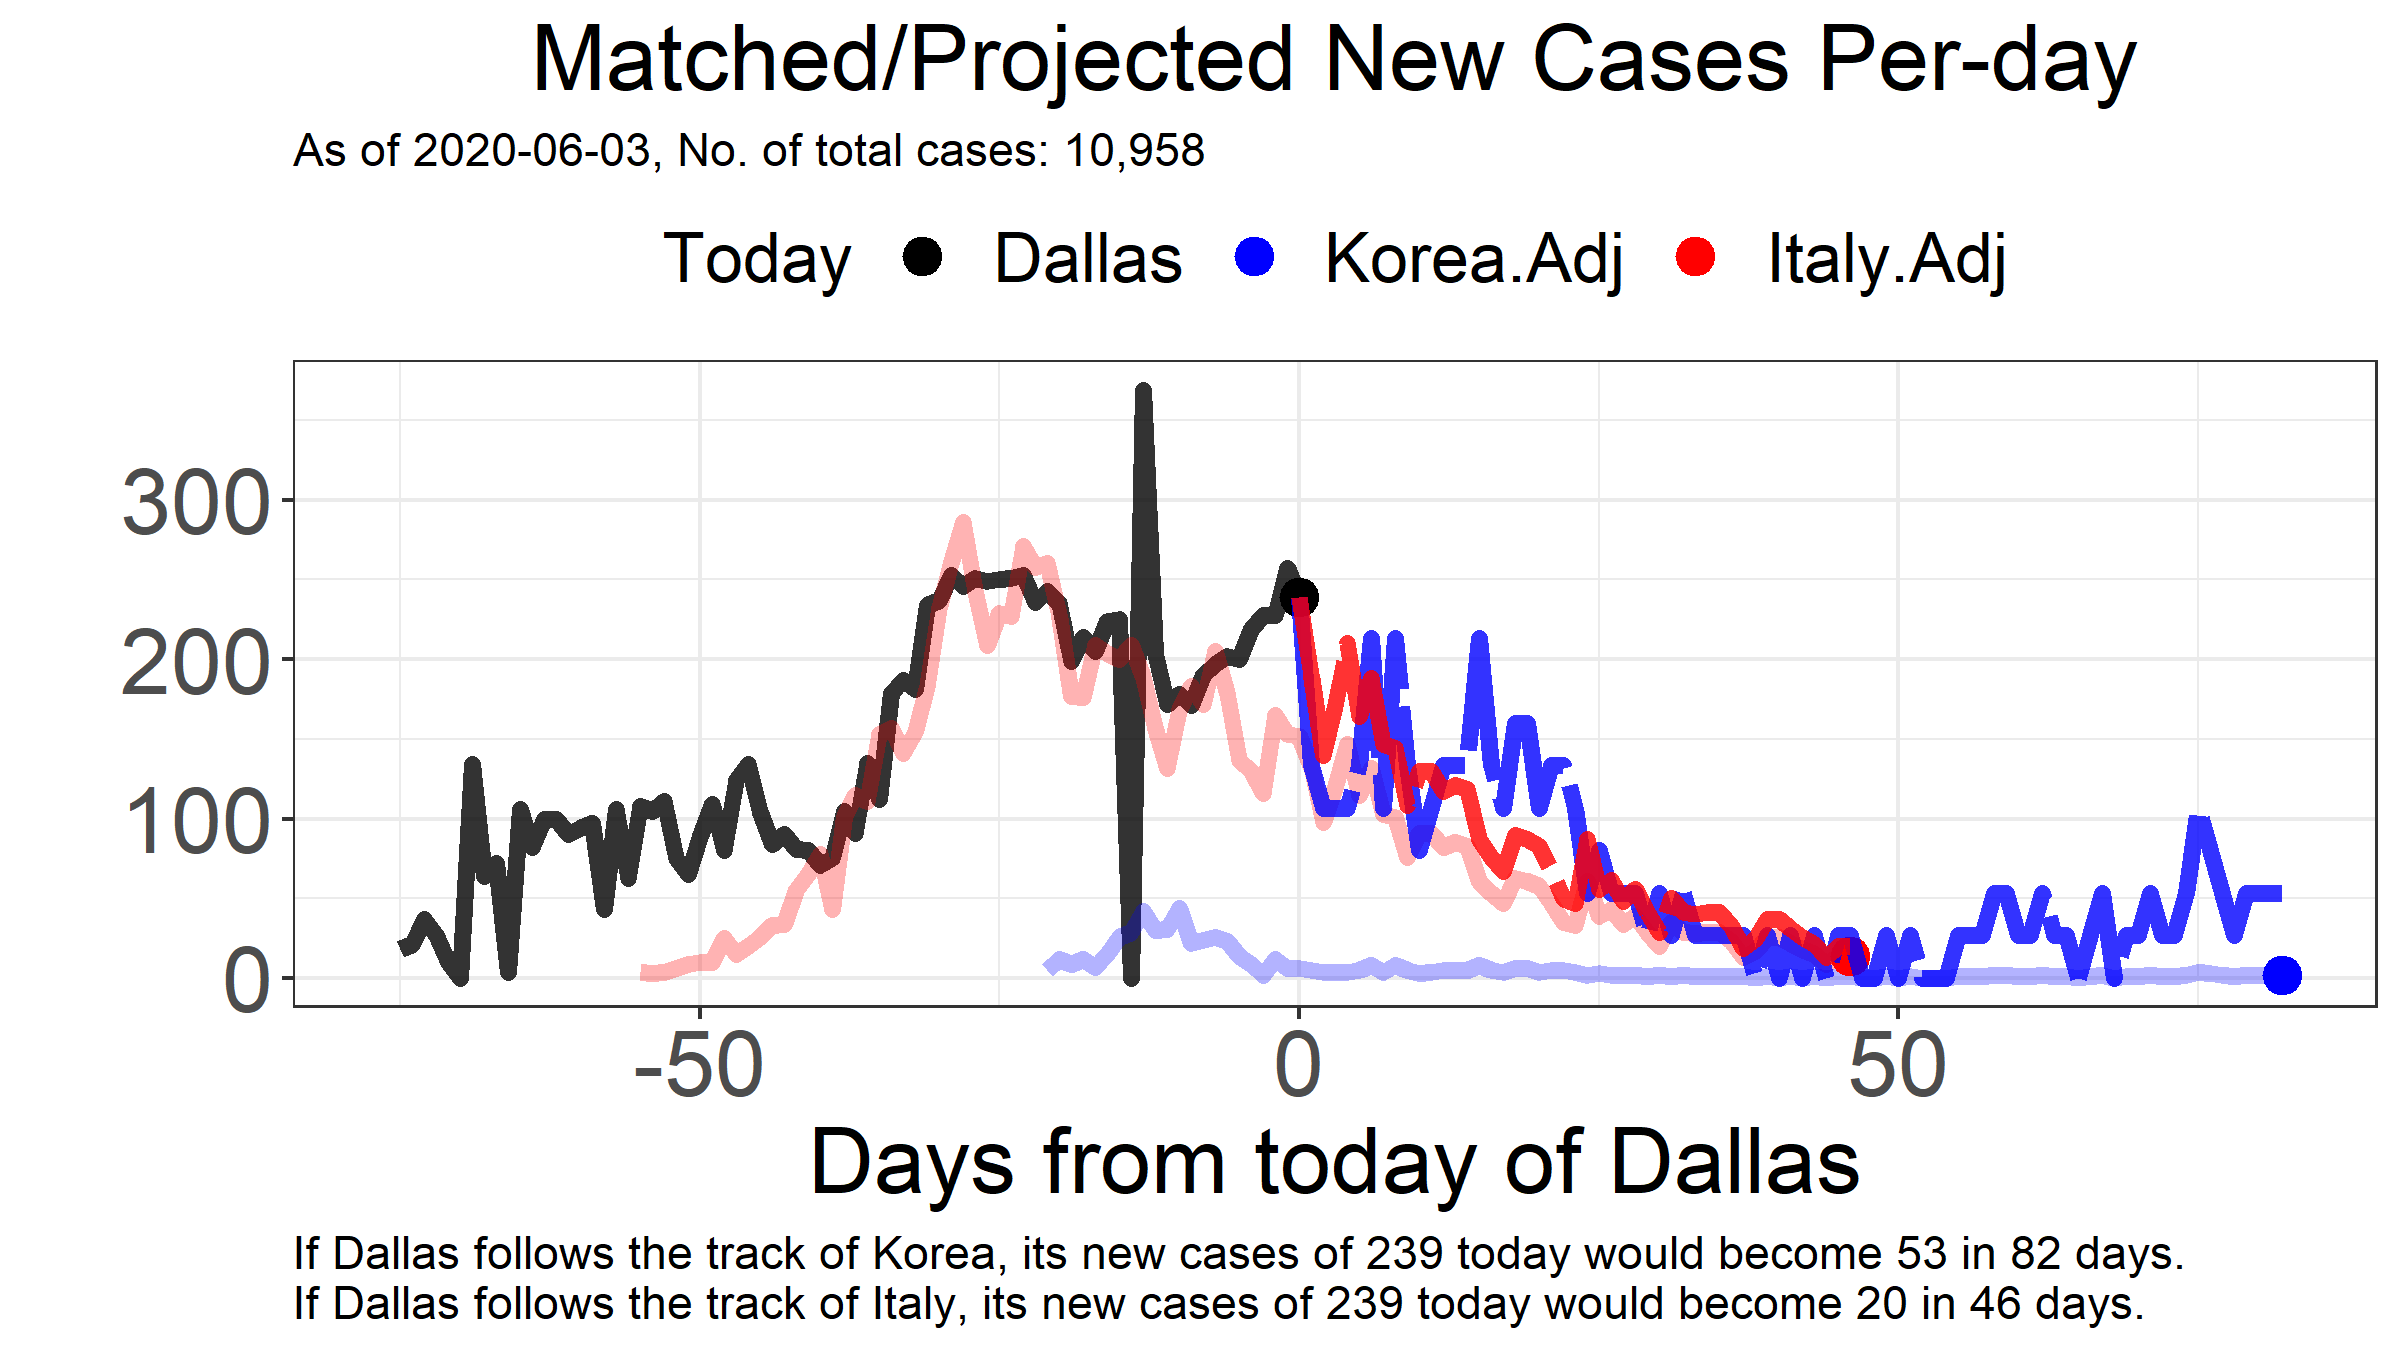 Matched/Projected New Cases Per-day
As of 2020-06-03, No. of total cases: 10,958
Today Dallas Korea.Adj Italy.Adj
300
200
100
0
-50 0 50
Days from today of Dallas
If Dallas follows the track of Korea, its new cases of 239 today would become 53 in 82 days.
If Dallas follows the track of Italy, its new cases of 239 today would become 20 in 46 days.